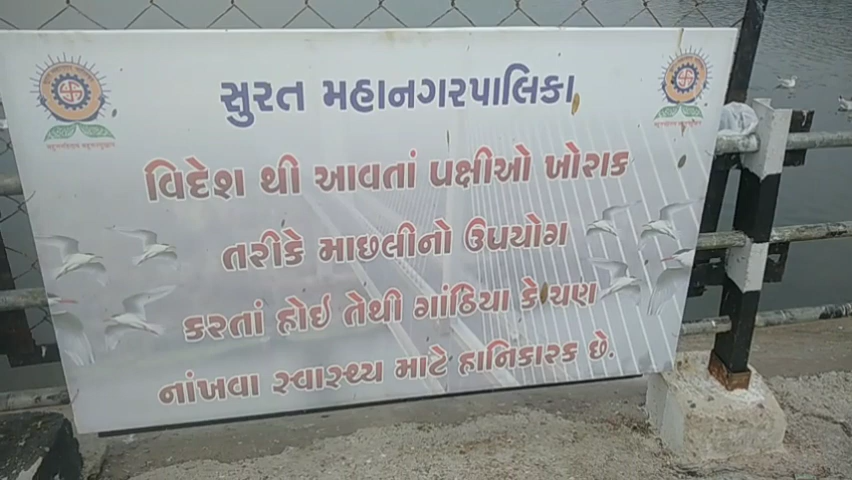 સુરત મહાનગરપાલિકા
વિદેશ થી આવતાં પક્ષીઓ ખોરાક
તરીકે માછલીનો ઉપયોગ
કરતાં હોઇ તેથી ગાંઠિયા કે ચણ
નાંખવા સ્વાસ્થ્ય માટે હાનિકારક છે.